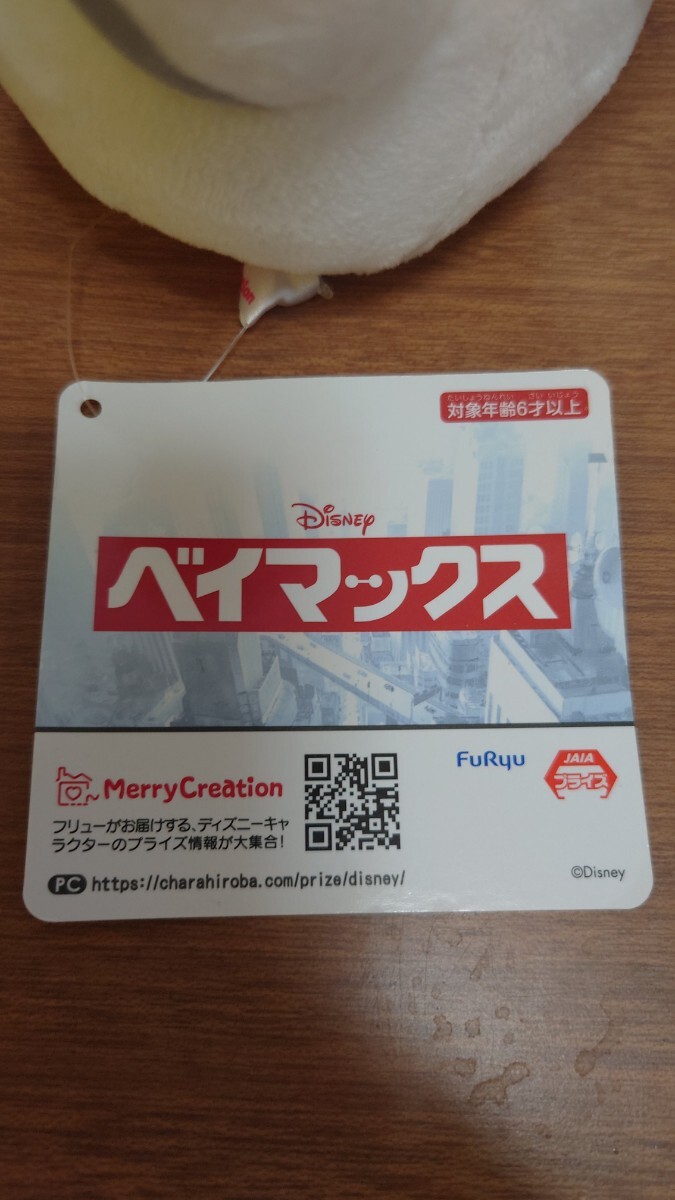 ion
たいしょうねんれい さい いじょう
対象年齢6才以上
Disney
ベイマックス
MerryCreation
FuRyu
JAIA
プライズ
フリューがお届けする、ディズニーキャ
ラクターのプライズ情報が大集合!
PC https://charahiroba.com/prize/disney/
©Disney